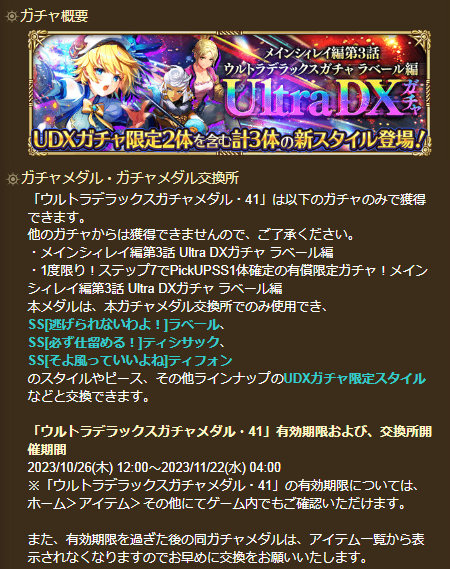 ガチャ概要
メインシィレイ編第3話
ウルトラデラックスガチャ ラベール編
Ultra DXガチャ
UDXガチャ限定2体を含む計3体の新スタイル登場!
ガチャメダル・ガチャメダル交換所
「ウルトラデラックスガチャメダル・41」は以下のガチャのみで獲得
できます。
他のガチャからは獲得できませんので、ご了承ください。
・メインシィレイ編第3話 Ultra DXガチャ ラベール編
・1度限り！ステップ7でPickUPSS1体確定の有償限定ガチャ！メイン
シィレイ編第3話 Ultra DXガチャ ラベール編
本メダルは、本ガチャメダル交換所でのみ使用でき、
SS[逃げられないわよ！]ラベール、
SS[必ず仕留める！]ティシサック、
SS[そよ風っていいよね]ティフォン
のスタイルやピース、その他ラインナップのUDXガチャ限定スタイル
などと交換できます。
「ウルトラデラックスガチャメダル・41」有効期限および、交換所開
催期間
2023/10/26(木) 12:00～2023/11/22(水) 04:00
※「ウルトラデラックスガチャメダル・41」の有効期限については、
ホーム＞アイテム＞その他にてゲーム内でもご確認いただけます。
また、有効期限を過ぎた後の同ガチャメダルは、アイテム一覧から表
示されなくなりますのでお早めに交換をお願いいたします。